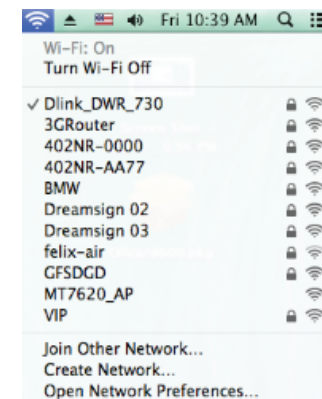 Fri 10:39 AM
Wi-Fi: On
Turn Wi-Fi Off
Dlink_DWR_730
3GRouter
402NR-0000
402NR-AA77
BMW
Dreamsign 02
Dreamsign 03
felix-air
GFSDGD
MT7620_AP
VIP
Join Other Network...
Create Network...
Open Network Preferences...